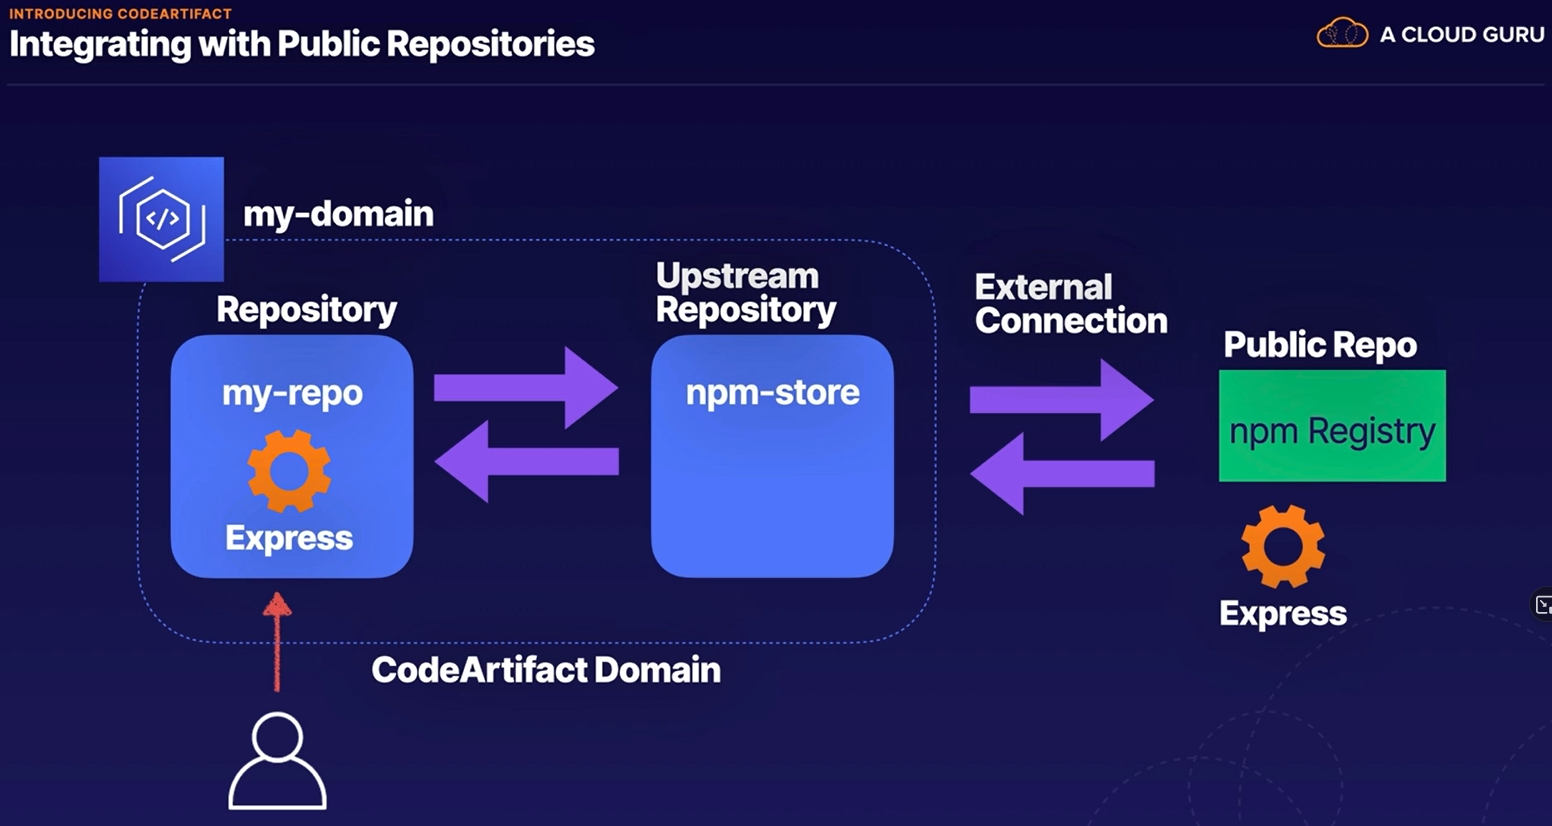 INTRODUCING CODEARTIFACT
Integrating with Public Repositories
A CLOUD GURU
</>
my-domain
Repository
my-repo
Express
Upstream
Repository
npm-store
External
Connection
Public Repo
npm Registry
Express
CodeArtifact Domain